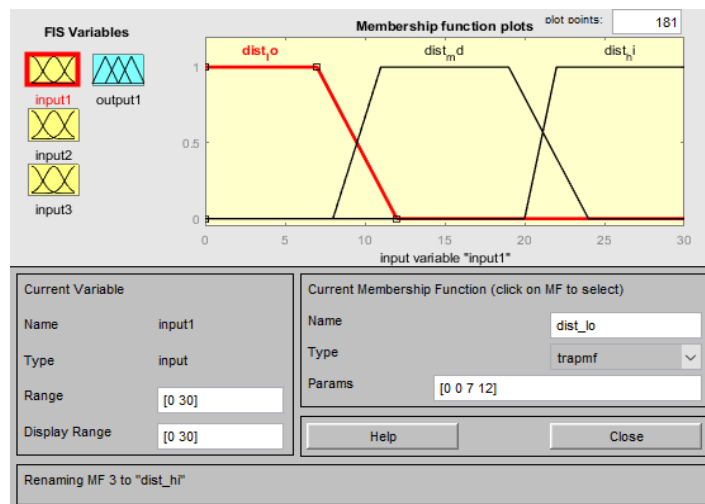 FIS Variables
Membership function plots
plot points:
181
input1
output1
input2
input3
dist_lo
dist_md
dist_hi
1
0.5
0
0 5 10 15 20 25 30
input variable "input1"
Current Variable
Name input1
Type input
Range [0 30]
Display Range [0 30]
Current Membership Function (click on MF to select)
Name dist_lo
Type trapmf
Params [0 0 7 12]
Help Close
Renaming MF 3 to "dist_hi"